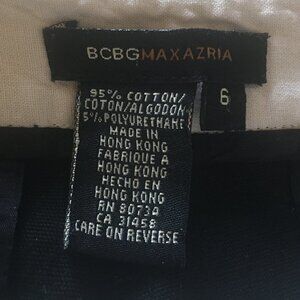 BCBGMAXAZRIA
6
95% COTTON/
COTON/ALGODON
5% POLYURETHANE
MADE IN
HONG KONG
FABRIQUE A
HONG KONG
HECHO EN
HONG KONG
RN 80734
CA 31458
CARE ON REVERSE